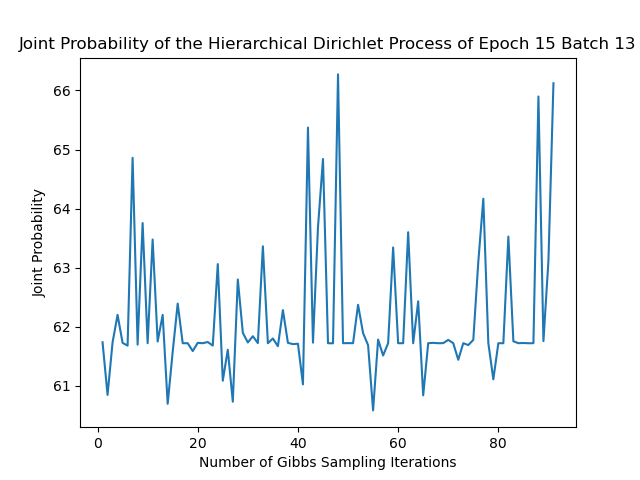 Joint Probability of the Hierarchical Dirichlet Process of Epoch 15 Batch 13
66
65
64
63
62
61
Joint Probability
0 20 40 60 80
Number of Gibbs Sampling Iterations